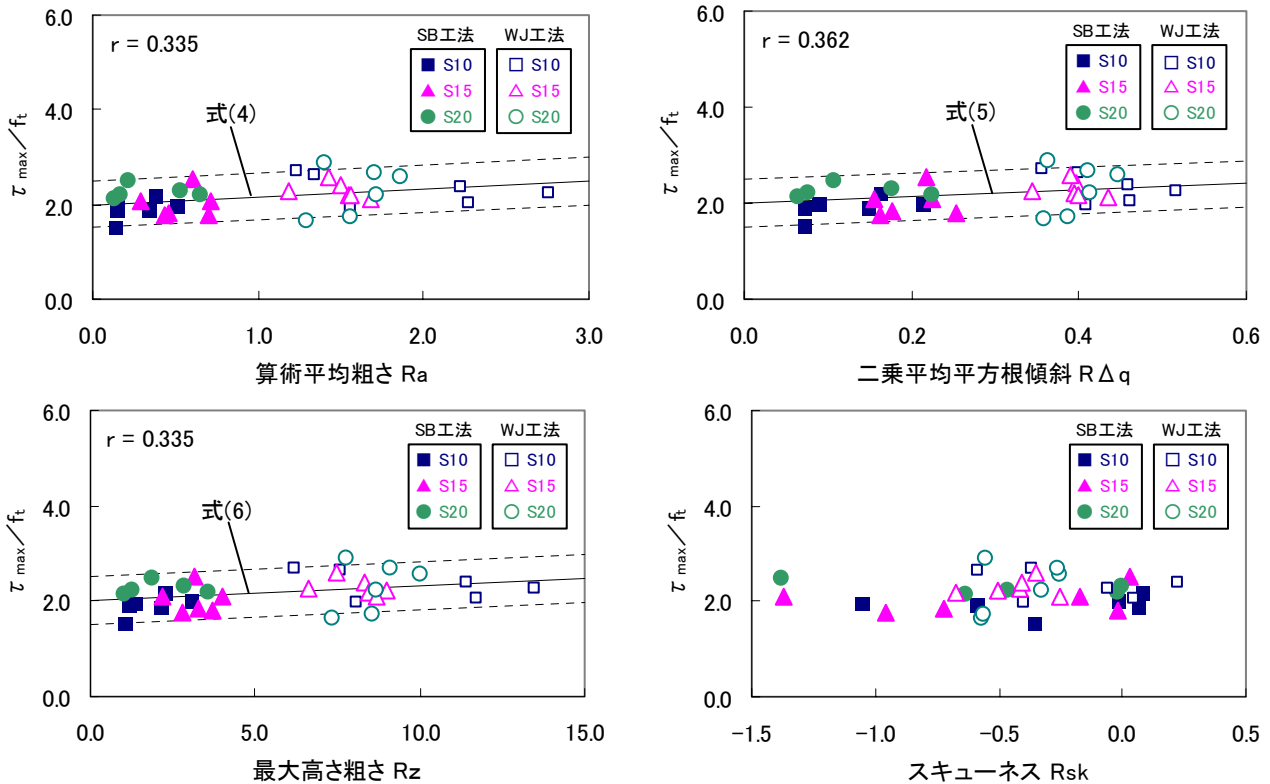 6.0
r = 0.335
SB工法 WJ工法
S10 S10
S15 S15
S20 S20
4.0
式(4)
τ max/ft
2.0
0.0
0.0 1.0 2.0 3.0
算術平均粗さ Ra
6.0
r = 0.362
SB工法 WJ工法
S10 S10
S15 S15
S20 S20
4.0
式(5)
τ max/ft
2.0
0.0
0.0 0.2 0.4 0.6
二乗平均平方根傾斜 RΔq
6.0
r = 0.335
SB工法 WJ工法
S10 S10
S15 S15
S20 S20
4.0
式(6)
τ max/ft
2.0
0.0
0.0 5.0 10.0 15.0
最大高さ粗さ Rz
6.0
SB工法 WJ工法
S10 S10
S15 S15
S20 S20
4.0
τ max/ft
2.0
0.0
-1.5 -1.0 -0.5 0.0 0.5
スキューネス Rsk